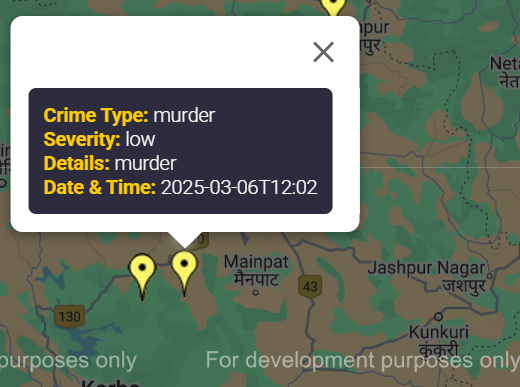 Crime Type: murder
Severity: low
Details: murder
Date & Time: 2025-03-06T12:02
Mainpat
मैनपाट
Jashpur Nagar
जशपुर
43
130
Kunkuri
कुंकुरी
purposes only
For development purposes only